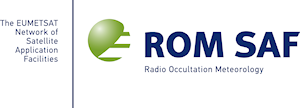 The EUMETSAT
Network of
Satellite
Application
Facilities
ROM SAF
Radio Occultation Meteorology